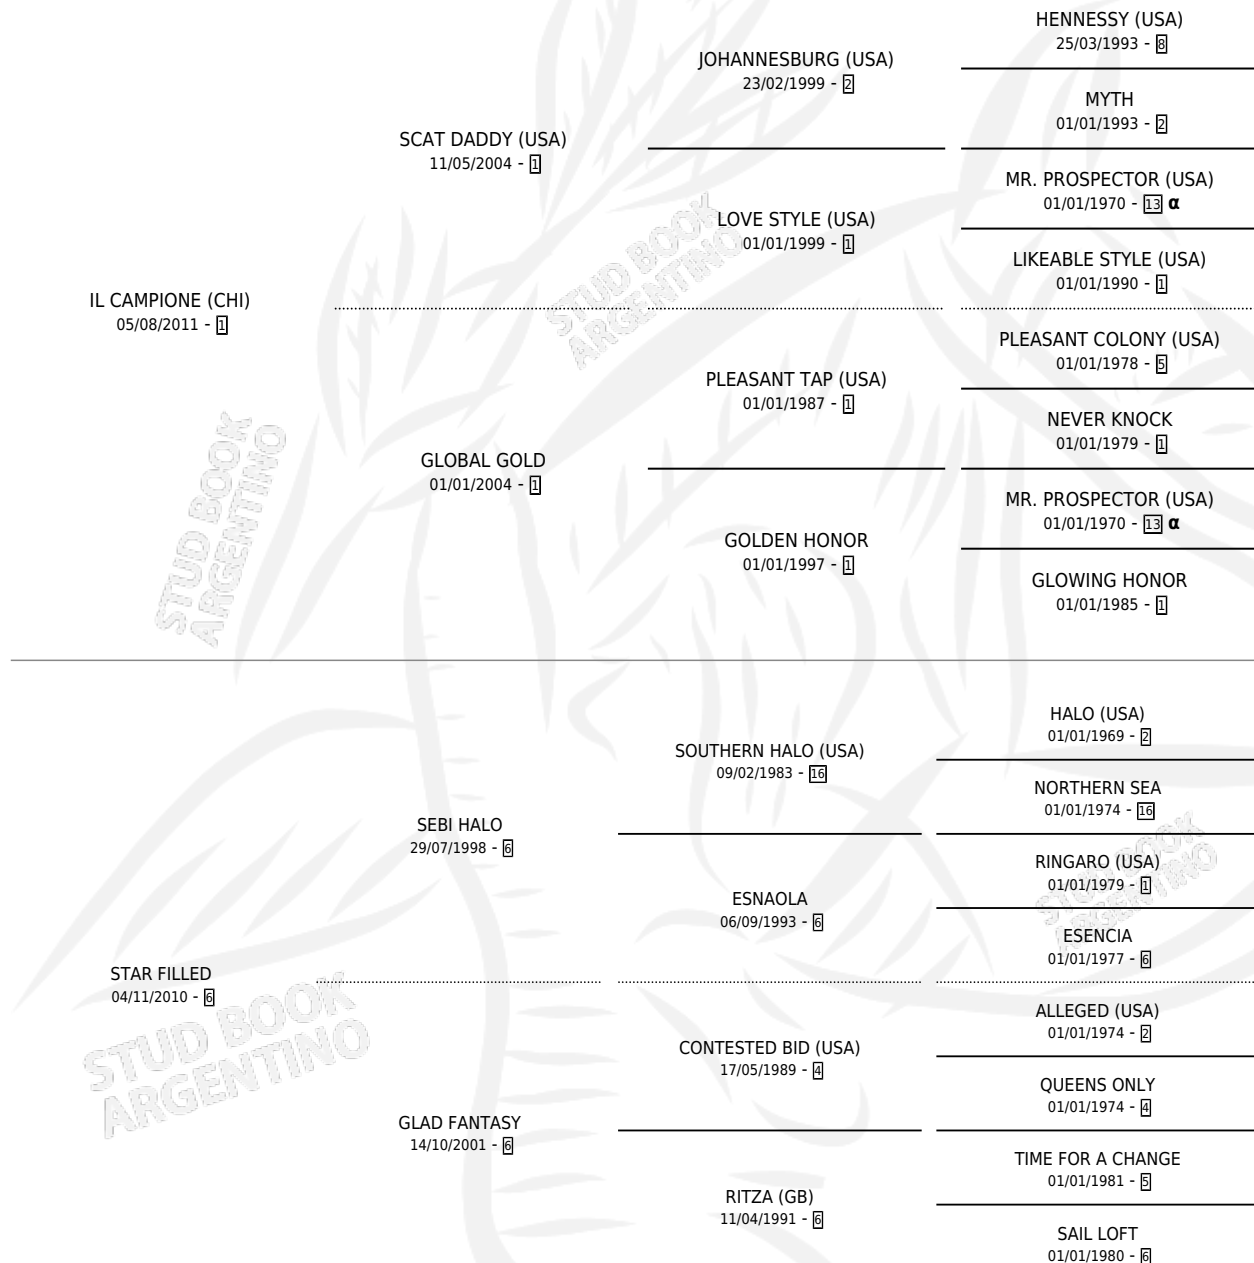 HENNESSY (USA)
25/03/1993 - 8
JOHANNESBURG (USA)
23/02/1999 - 2
MYTH
01/01/1993 - 2
SCAT DADDY (USA)
11/05/2004 - 1
MR. PROSPECTOR (USA)
01/01/1970 - 13 α
LOVE STYLE (USA)
01/01/1999 - 1
LIKEABLE STYLE (USA)
01/01/1990 - 1
IL CAMPIONE (CHI)
05/08/2011 - 1
PLEASANT COLONY (USA)
01/01/1978 - 5
PLEASANT TAP (USA)
01/01/1987 - 1
NEVER KNOCK
01/01/1979 - 1
GLOBAL GOLD
01/01/2004 - 1
MR. PROSPECTOR (USA)
01/01/1970 - 13 α
GOLDEN HONOR
01/01/1997 - 1
GLOWING HONOR
01/01/1985 - 1
HALO (USA)
01/01/1969 - 2
SOUTHERN HALO (USA)
09/02/1983 - 16
NORTHERN SEA
01/01/1974 - 16
SEBI HALO
29/07/1998 - 6
RINGARO (USA)
01/01/1979 - 1
ESNAOLA
06/09/1993 - 6
ESENCIA
01/01/1977 - 6
STAR FILLED
04/11/2010 - 6
ALLEGED (USA)
01/01/1974 - 2
CONTESTED BID (USA)
17/05/1989 - 4
QUEENS ONLY
01/01/1974 - 4
GLAD FANTASY
14/10/2001 - 6
TIME FOR A CHANGE
01/01/1981 - 5
RITZA (GB)
11/04/1991 - 6
SAIL LOFT
01/01/1980 - 6
STUD BOOK
ARGENTINO
STUD BOOK
ARGENTINO
STUD BOOK
ARGENTINO
STUD BOOK
ARGENTINO